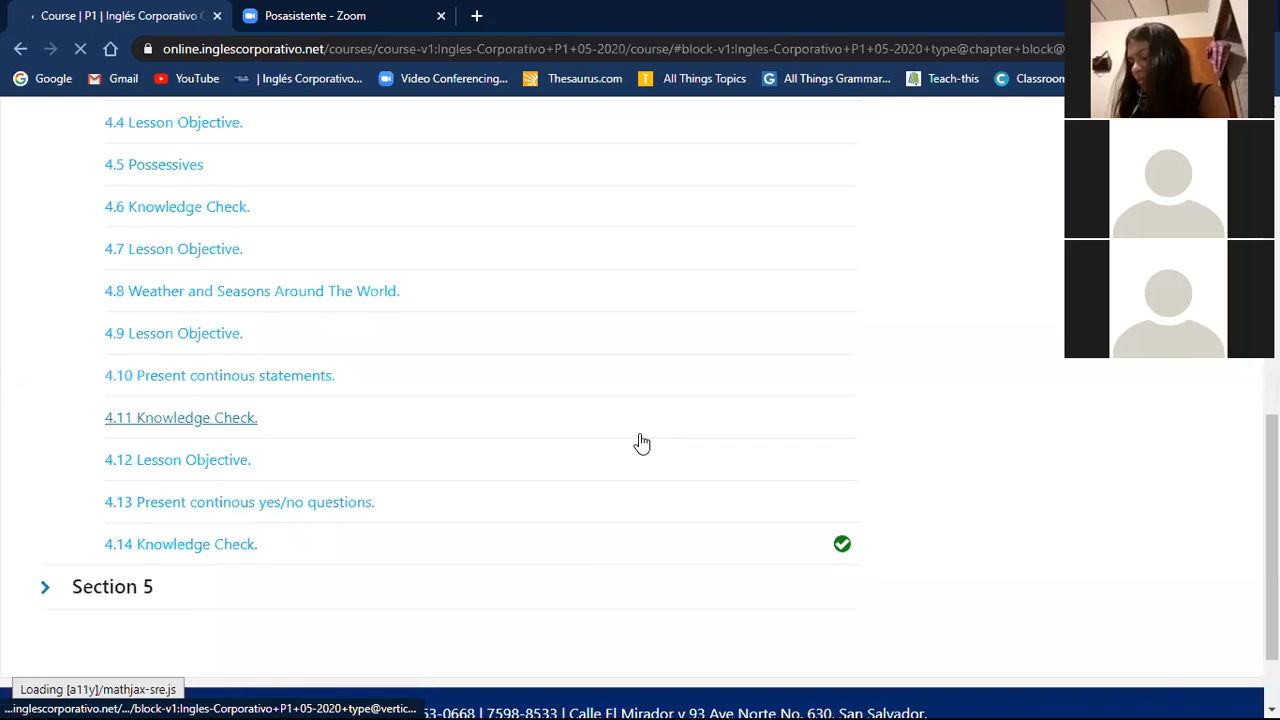 Course | P1 | Inglés Corporativo
Posasistente - Zoom
online.inglescorporativo.net/courses/course-v1:Ingles-Corporativo+P1+05-2020/course/#block-v1:Ingles-Corporativo+P1+05-2020+type@chapter+block@
Google
Gmail
YouTube
| Inglés Corporativo...
Video Conferencing...
Thesaurus.com
All Things Topics
All Things Grammar...
Teach-this
Classroom
4.4 Lesson Objective.
4.5 Possessives
4.6 Knowledge Check.
4.7 Lesson Objective.
4.8 Weather and Seasons Around The World.
4.9 Lesson Objective.
4.10 Present continous statements.
4.11 Knowledge Check.
4.12 Lesson Objective.
4.13 Present continous yes/no questions.
4.14 Knowledge Check.
Section 5
Loading [a11y]/mathjax-sre.js
...inglescorporativo.net/.../block-v1:Ingles-Corporativo+P1+05-2020+type@vertic...
63-0668 | 7598-8533 | Calle El Mirador y 93 Ave Norte No. 630, San Salvador.